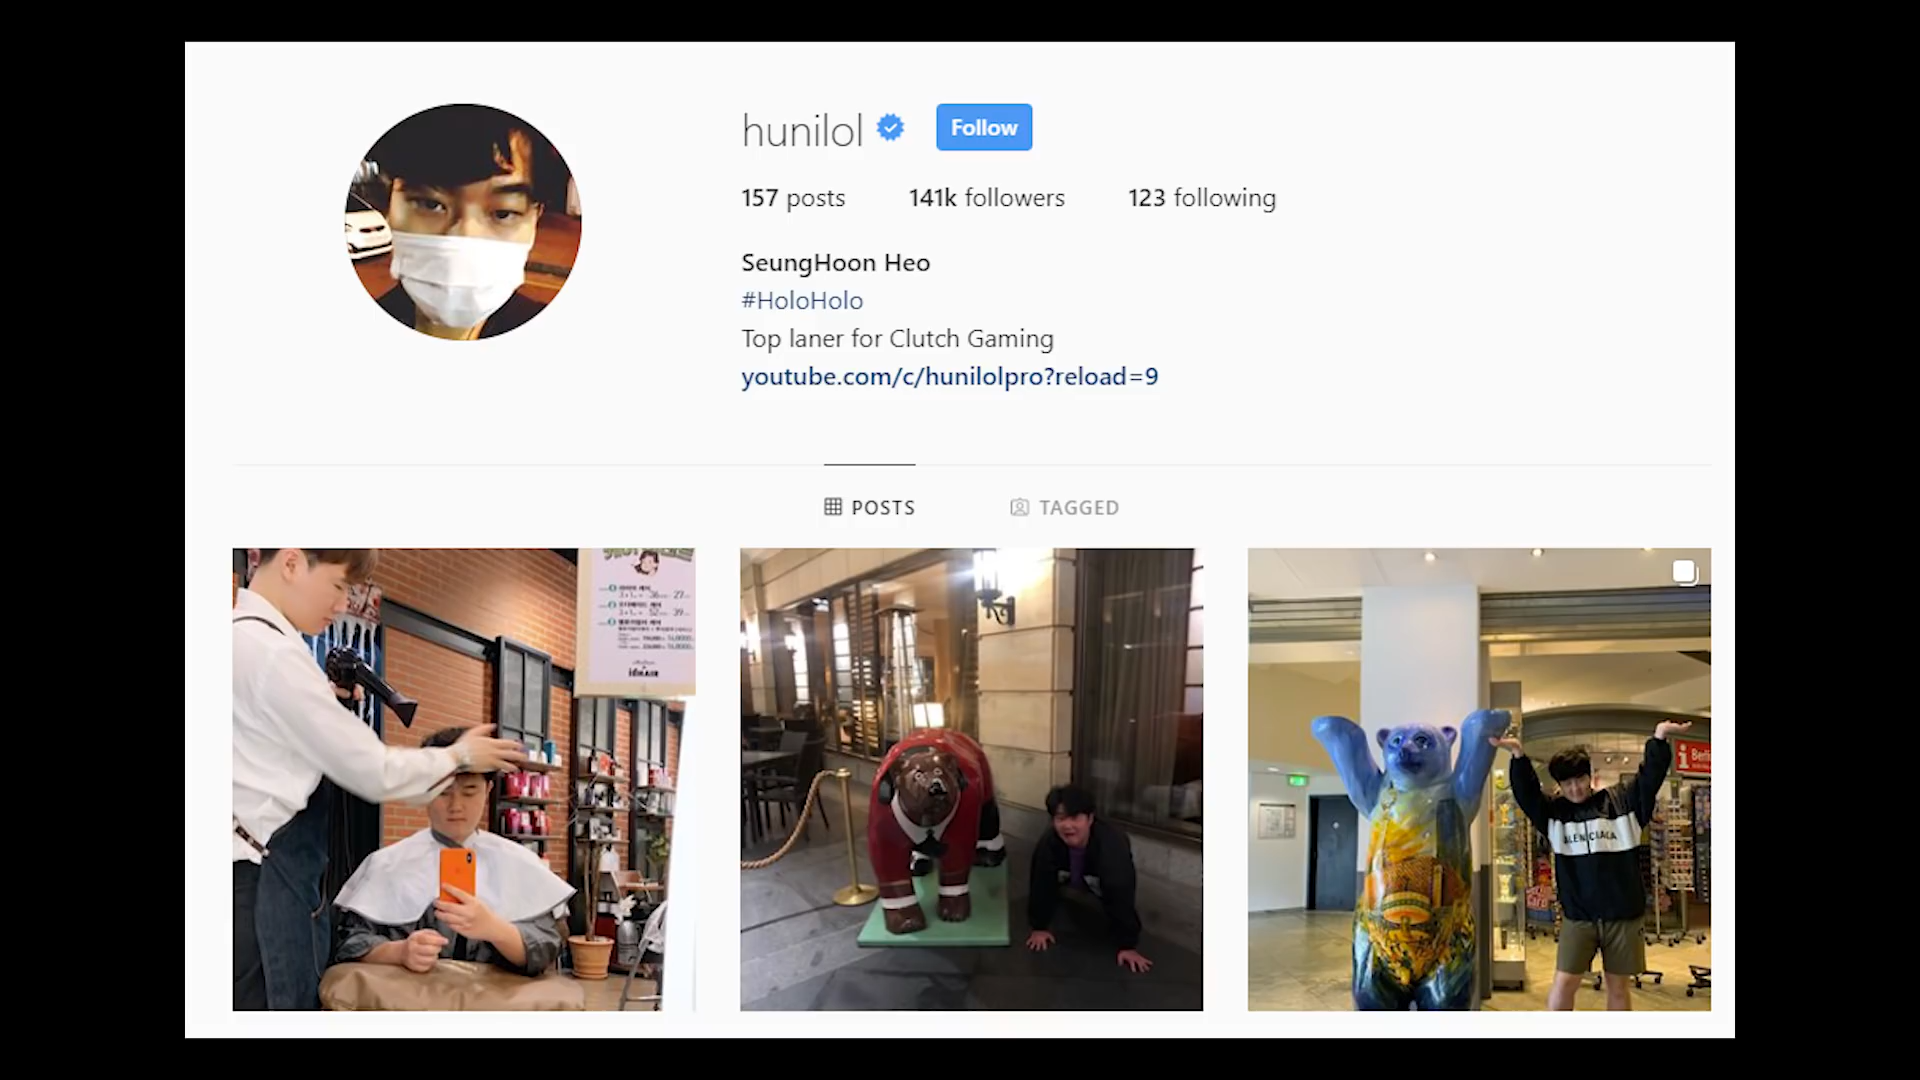 hunilol
Follow
157 posts 141k followers 123 following
SeungHoon Heo
#HoloHolo
Top laner for Clutch Gaming
youtube.com/c/hunilolpro?reload=9
POSTS TAGGED
i Berlin